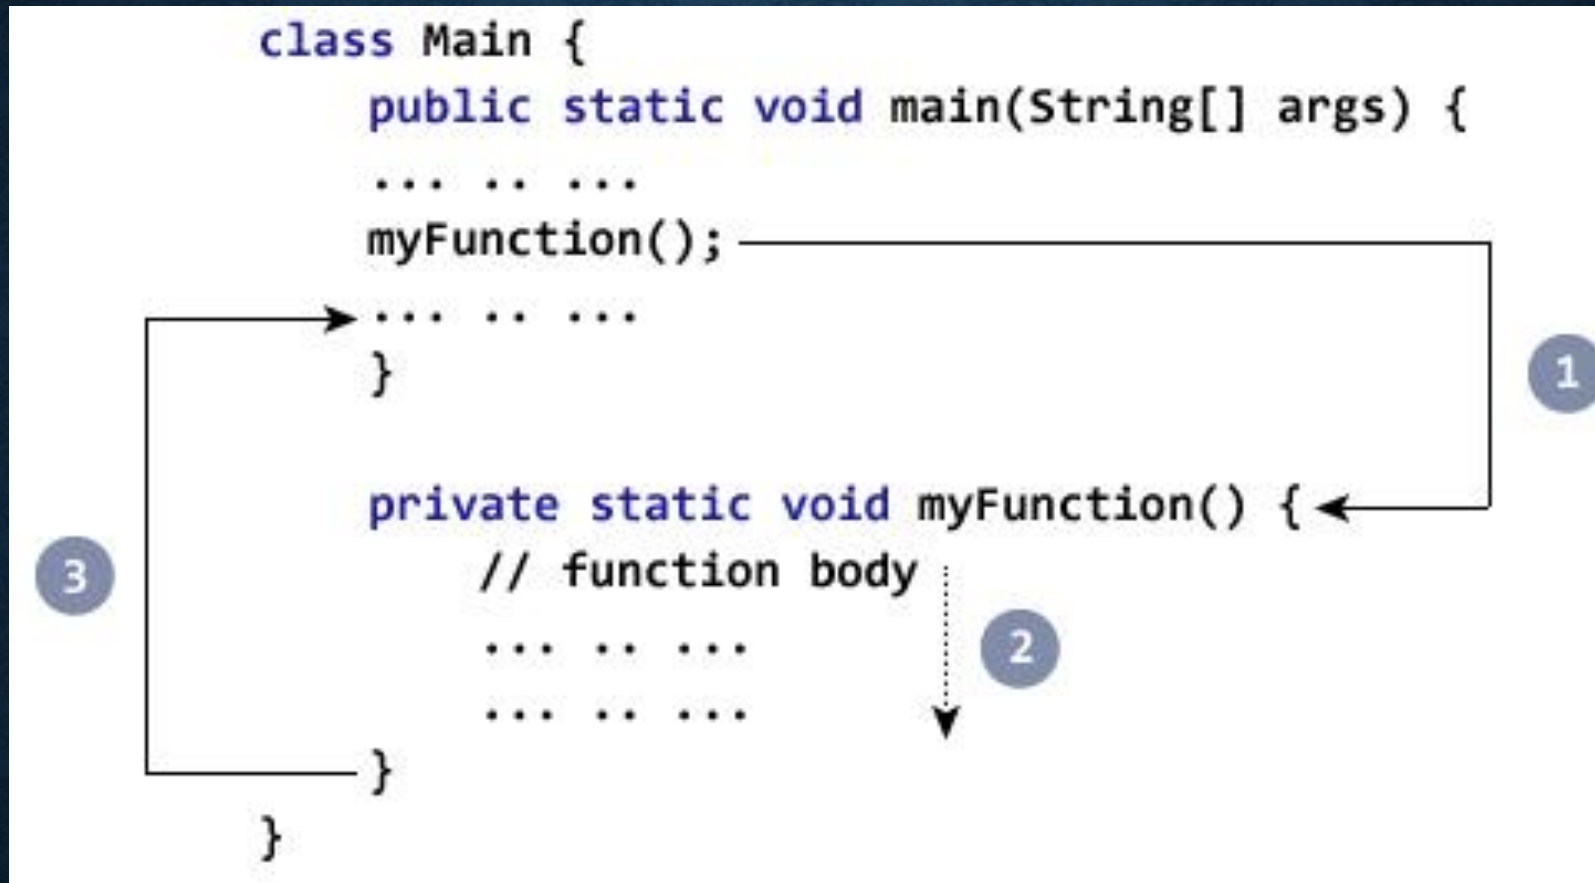 class Main {
public static void main(String[] args) {
... .. ...
myFunction();
... .. ...
}
1
private static void myFunction() {
3
// function body
2
... .. ...
... .. ...
}
}